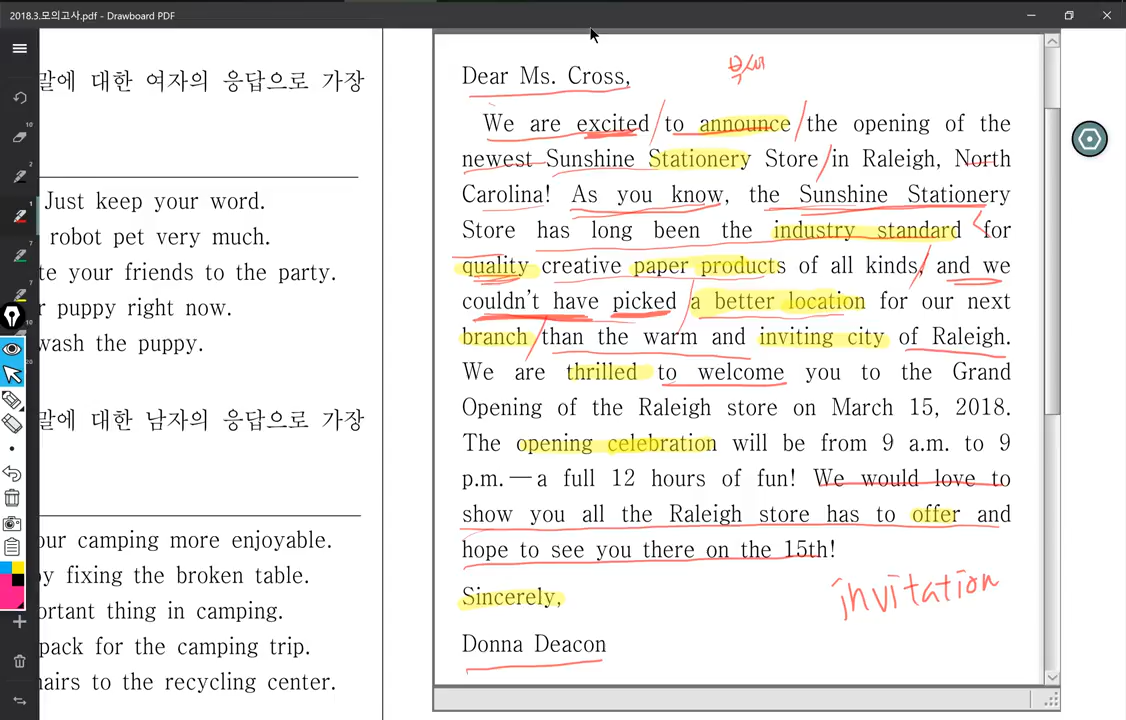 2018.3.모의고사.pdf - Drawboard PDF
말에 대한 여자의 응답으로 가장
Just keep your word.
robot pet very much.
te your friends to the party.
r puppy right now.
wash the puppy.
말에 대한 남자의 응답으로 가장
our camping more enjoyable.
by fixing the broken table.
ortant thing in camping.
pack for the camping trip.
hairs to the recycling center.
Dear Ms. Cross,
We are excited to announce the opening of the
newest Sunshine Stationery Store in Raleigh, North
Carolina! As you know, the Sunshine Stationery
Store has long been the industry standard for
quality creative paper products of all kinds, and we
couldn't have picked a better location for our next
branch than the warm and inviting city of Raleigh.
We are thrilled to welcome you to the Grand
Opening of the Raleigh store on March 15, 2018.
The opening celebration will be from 9 a.m. to 9
p.m.—a full 12 hours of fun! We would love to
show you all the Raleigh store has to offer and
hope to see you there on the 15th!
Sincerely,
invitation
Donna Deacon